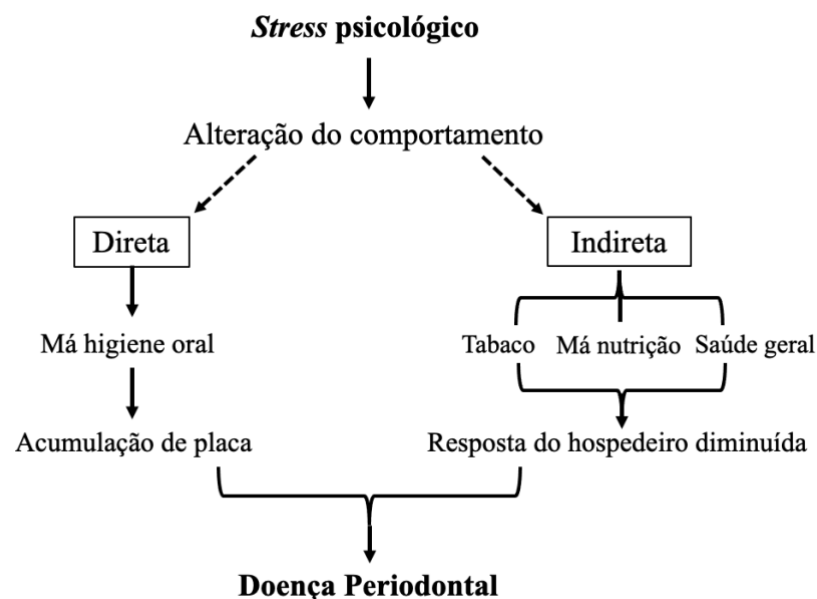 Stress psicológico
Alteração do comportamento
Direta
Indireta
Má higiene oral
Tabaco
Má nutrição
Saúde geral
Acumulação de placa
Resposta do hospedeiro diminuída
Doença Periodontal